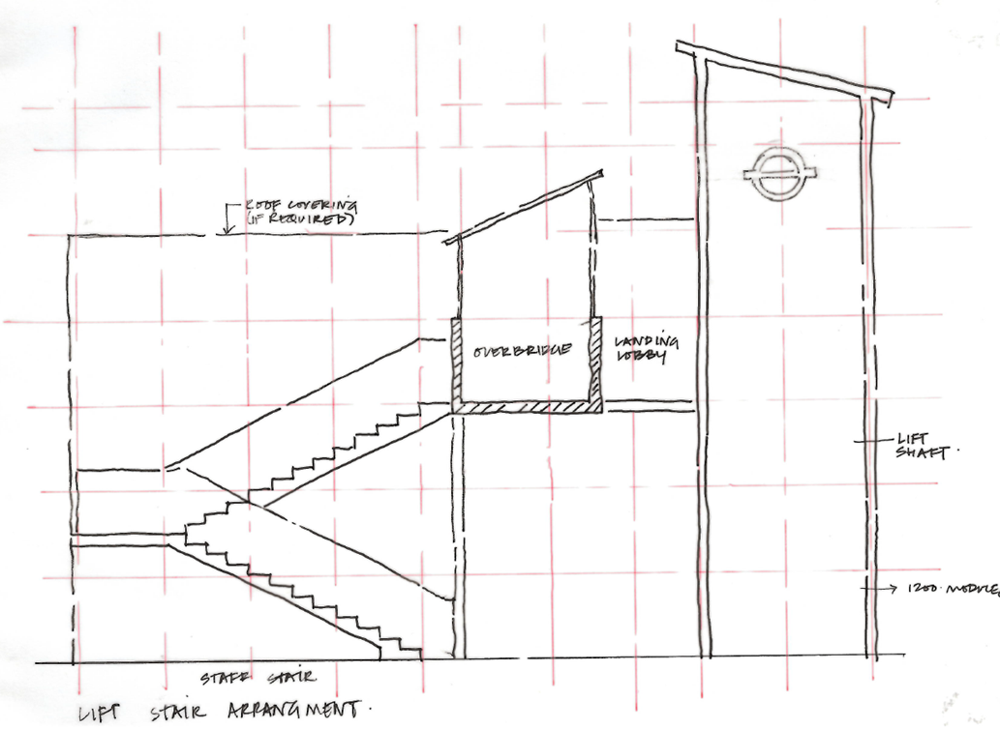 ROOF COVERING
(IF REQUIRED)
OVERBRIDGE
LANDING
LOBBY
LIFT
SHAFT.
1200. MODULE.
STAFF STAIR
LIFT STAIR ARRANGMENT.